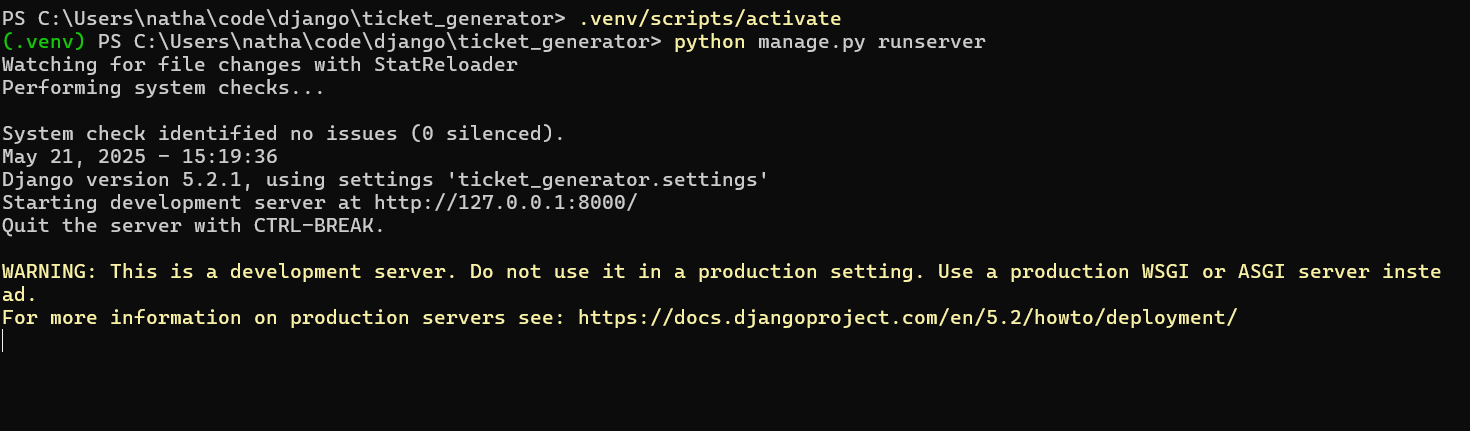 PS C:\Users\natha\code\django\ticket_generator> .venv/scripts/activate
(.venv) PS C:\Users\natha\code\django\ticket_generator> python manage.py runserver
Watching for file changes with StatReloader
Performing system checks...
System check identified no issues (0 silenced).
May 21, 2025 - 15:19:36
Django version 5.2.1, using settings 'ticket_generator.settings'
Starting development server at http://127.0.0.1:8000/
Quit the server with CTRL-BREAK.
WARNING: This is a development server. Do not use it in a production setting. Use a production WSGI or ASGI server inste
ad.
For more information on production servers see: https://docs.djangoproject.com/en/5.2/howto/deployment/